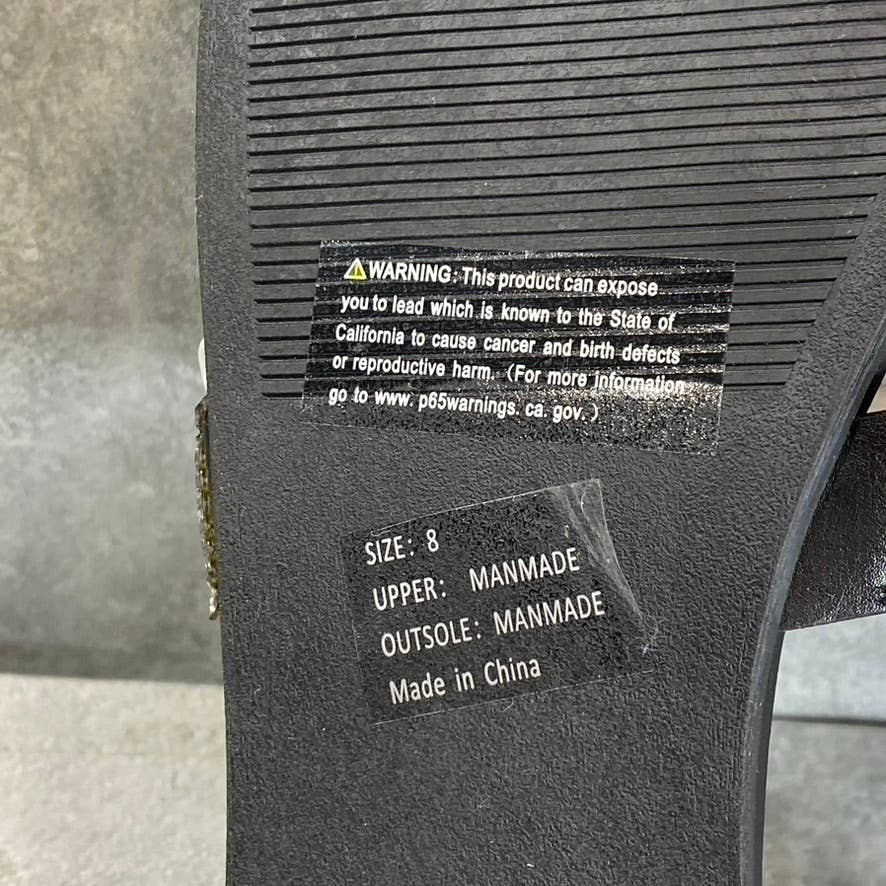 ⚠WARNING: This product can expose
you to lead which is known to the State of
California to cause cancer and birth defects
or reproductive harm. (For more information
go to www. p65warnings. ca. gov.)
SIZE: 8
UPPER: MANMADE
OUTSOLE: MANMADE
Made in China